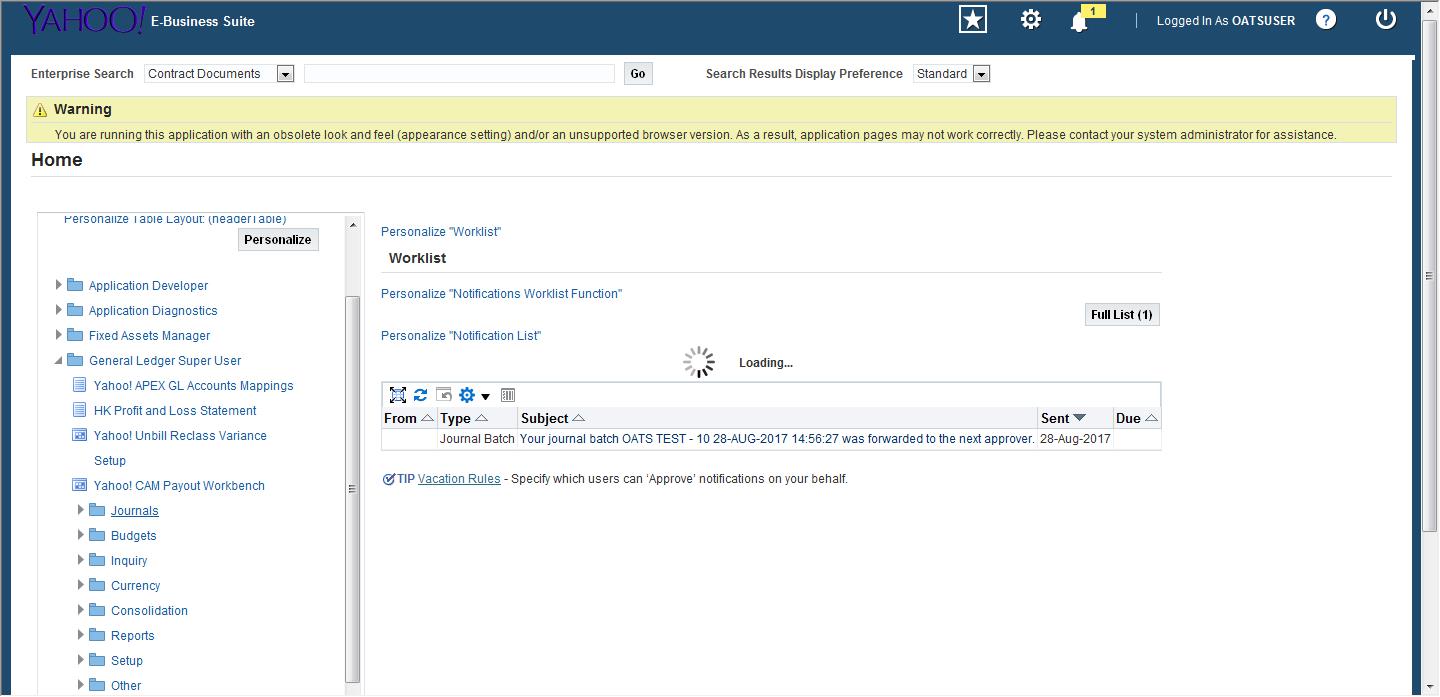 YAHOO! E-Business Suite
1
Logged In As OATSUSER ?
Enterprise Search Contract Documents Go Search Results Display Preference Standard
Warning
You are running this application with an obsolete look and feel (appearance setting) and/or an unsupported browser version. As a result, application pages may not work correctly. Please contact your system administrator for assistance.
Home
Personalize Table Layout: (headerTable)
Personalize
Application Developer
Application Diagnostics
Fixed Assets Manager
General Ledger Super User
Yahoo! APEX GL Accounts Mappings
HK Profit and Loss Statement
Yahoo! Unbill Reclass Variance
Setup
Yahoo! CAM Payout Workbench
Journals
Budgets
Inquiry
Currency
Consolidation
Reports
Setup
Other
Personalize "Worklist"
Worklist
Personalize "Notifications Worklist Function"
Full List (1)
Personalize "Notification List"
Loading...
From Type Subject Sent Due
Journal Batch Your journal batch OATS TEST - 10 28-AUG-2017 14:56:27 was forwarded to the next approver. 28-Aug-2017
TIP Vacation Rules - Specify which users can ‘Approve’ notifications on your behalf.